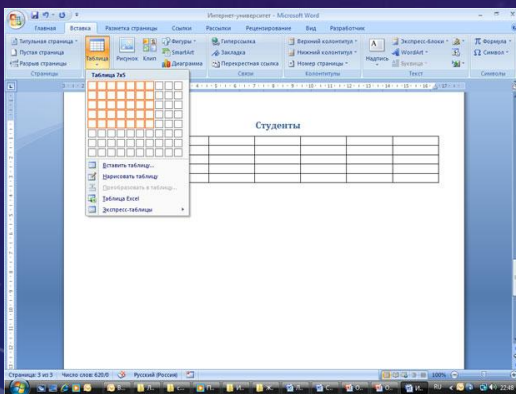 Интернет-университет - Microsoft Word
Главная Вставка Разметка страницы Ссылки Рассылки Рецензирование Вид Разработчик
Титульная страница
Пустая страница
Разрыв страницы
Страницы
Таблица
Рисунок Клип
Фигуры
SmartArt
Диаграмма
Гиперссылка
Закладка
Перекрестная ссылка
Связи
Верхний колонтитул
Нижний колонтитул
Номер страницы
Колонтитулы
Надпись
Экспресс-блоки
WordArt
Буквица
Текст
Формула
Символ
Символы
Таблица 7x5
Вставить таблицу...
Нарисовать таблицу
Преобразовать в таблицу...
Таблица Excel
Экспресс-таблицы
Студенты
Страница: 3 из 3 Число слов: 620/6 Русский (Россия) 100%
RU 22:48